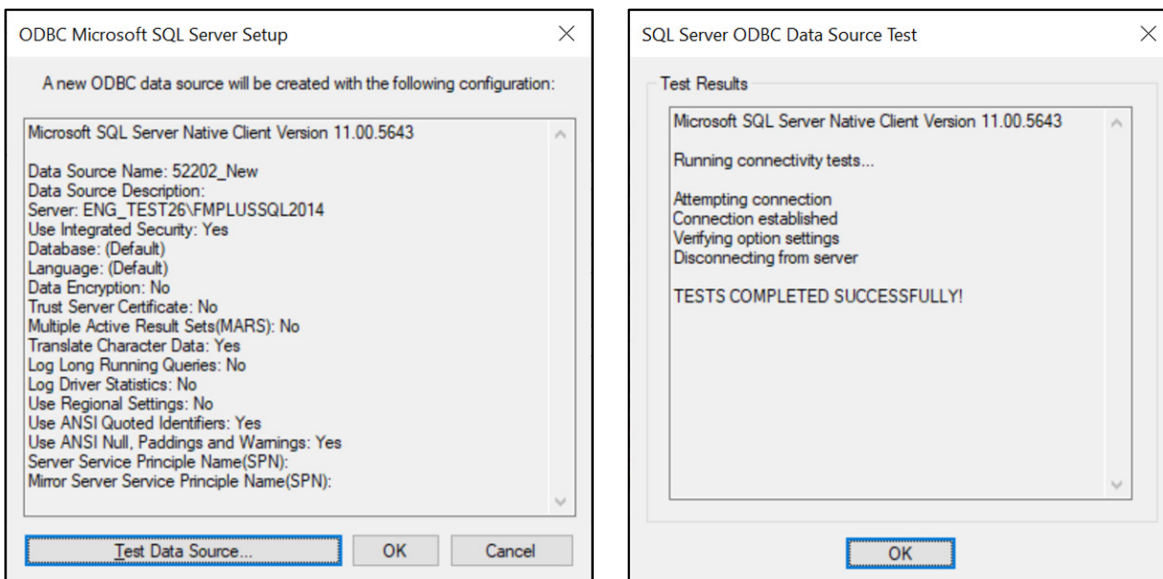 ODBC Microsoft SQL Server Setup
A new ODBC data source will be created with the following configuration:
Microsoft SQL Server Native Client Version 11.00.5643
Data Source Name: 52202_New
Data Source Description:
Server: ENG_TEST26\FMPLUSSQL2014
Use Integrated Security: Yes
Database: (Default)
Language: (Default)
Data Encryption: No
Trust Server Certificate: No
Multiple Active Result Sets(MARS): No
Translate Character Data: Yes
Log Long Running Queries: No
Log Driver Statistics: No
Use Regional Settings: No
Use ANSI Quoted Identifiers: Yes
Use ANSI Null, Paddings and Warnings: Yes
Server Service Principle Name(SPN):
Mirror Server Service Principle Name(SPN):
Test Data Source...
OK
Cancel
SQL Server ODBC Data Source Test
Test Results
Microsoft SQL Server Native Client Version 11.00.5643
Running connectivity tests...
Attempting connection
Connection established
Verifying option settings
Disconnecting from server
TESTS COMPLETED SUCCESSFULLY!
OK